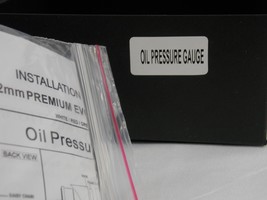 OIL PRESSURE GAUGE
INSTALLATION
2mm PREMIUM EV
Oil Pressu
BACK VIEW